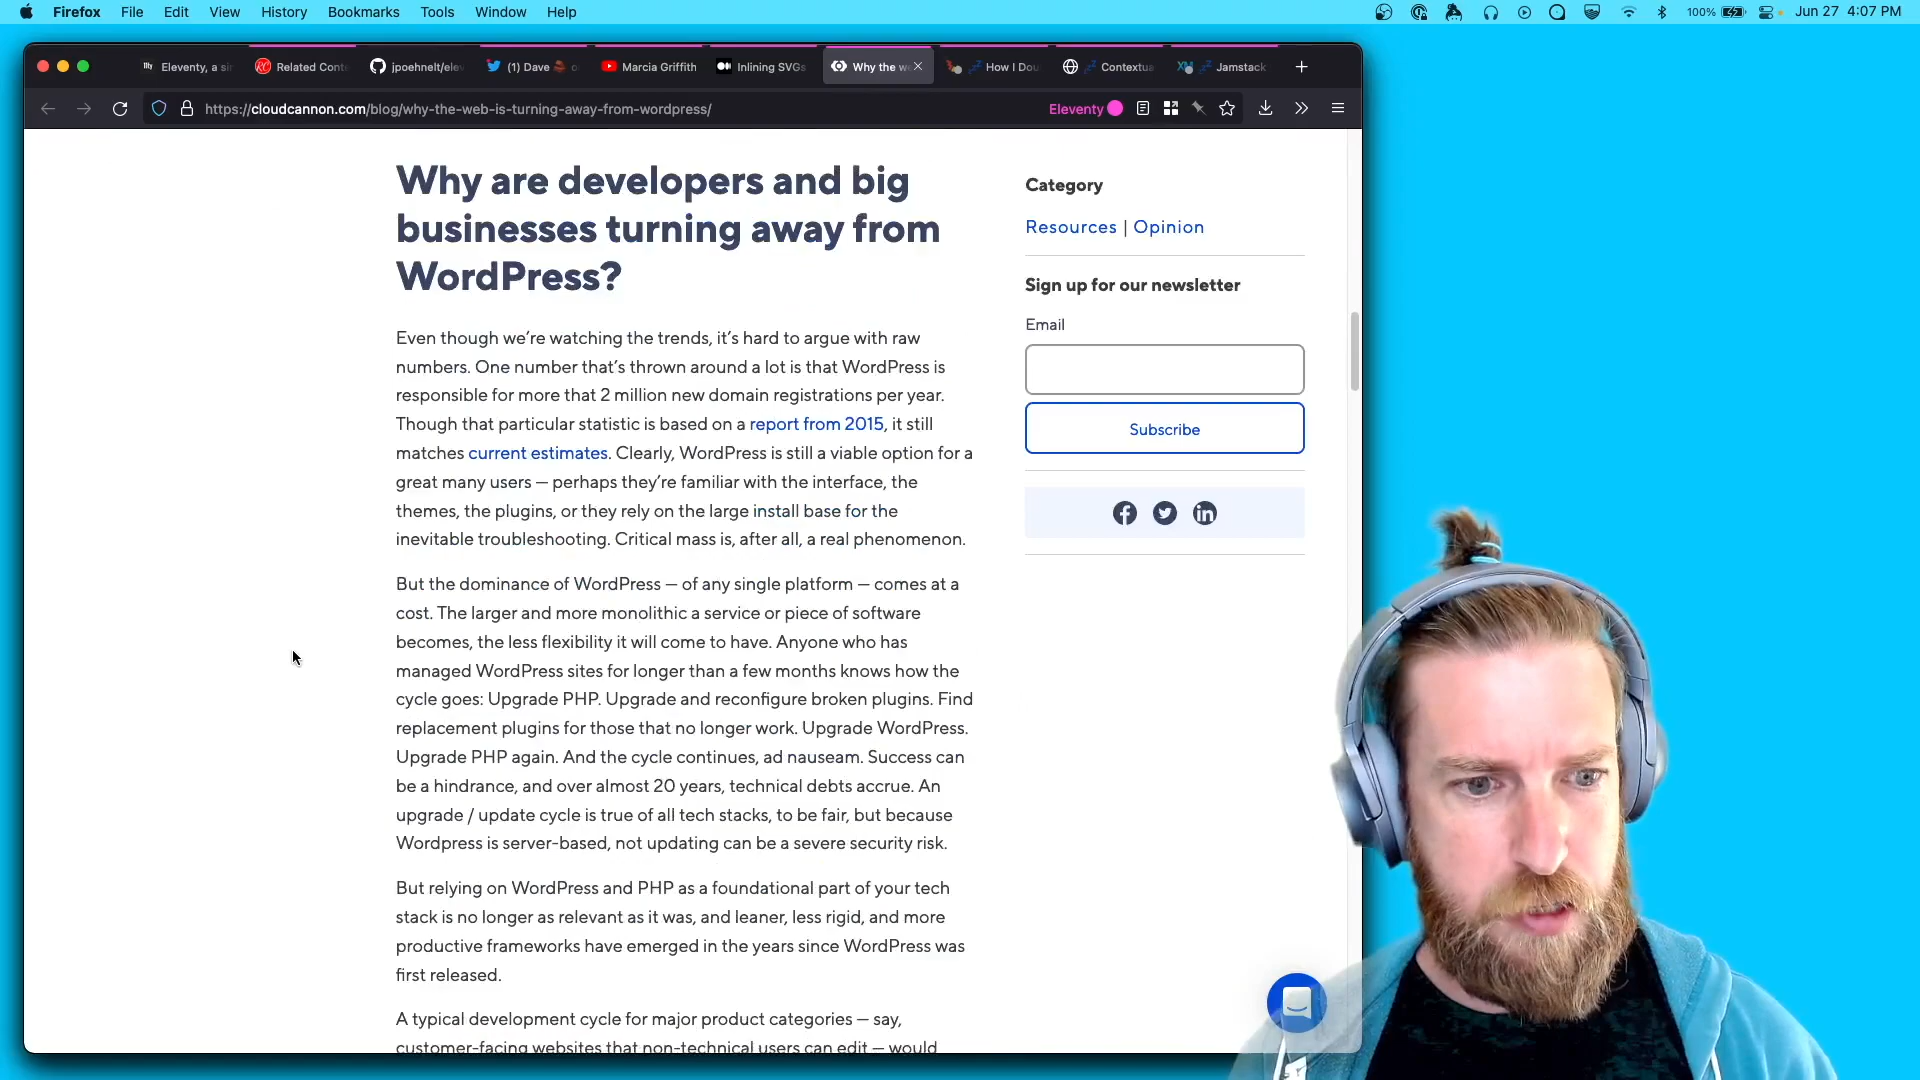 Firefox File Edit View History Bookmarks Tools Window Help 100% Jun 27 4:07 PM
Eleventy, a si Related Cont jpoehnelt/elev (1) Dave Marcia Griffith Inlining SVGs Why the w How I Dou Contextua Jamstack
https://cloudcannon.com/blog/why-the-web-is-turning-away-from-wordpress/ Eleventy
Why are developers and big
businesses turning away from
WordPress?
Even though we’re watching the trends, it’s hard to argue with raw
numbers. One number that’s thrown around a lot is that WordPress is
responsible for more that 2 million new domain registrations per year.
Though that particular statistic is based on a report from 2015, it still
matches current estimates. Clearly, WordPress is still a viable option for a
great many users — perhaps they’re familiar with the interface, the
themes, the plugins, or they rely on the large install base for the
inevitable troubleshooting. Critical mass is, after all, a real phenomenon.
But the dominance of WordPress — of any single platform — comes at a
cost. The larger and more monolithic a service or piece of software
becomes, the less flexibility it will come to have. Anyone who has
managed WordPress sites for longer than a few months knows how the
cycle goes: Upgrade PHP. Upgrade and reconfigure broken plugins. Find
replacement plugins for those that no longer work. Upgrade WordPress.
Upgrade PHP again. And the cycle continues, ad nauseam. Success can
be a hindrance, and over almost 20 years, technical debts accrue. An
upgrade / update cycle is true of all tech stacks, to be fair, but because
Wordpress is server-based, not updating can be a severe security risk.
But relying on WordPress and PHP as a foundational part of your tech
stack is no longer as relevant as it was, and leaner, less rigid, and more
productive frameworks have emerged in the years since WordPress was
first released.
A typical development cycle for major product categories — say,
customer-facing websites that non-technical users can edit — would
Category
Resources | Opinion
Sign up for our newsletter
Email
Subscribe